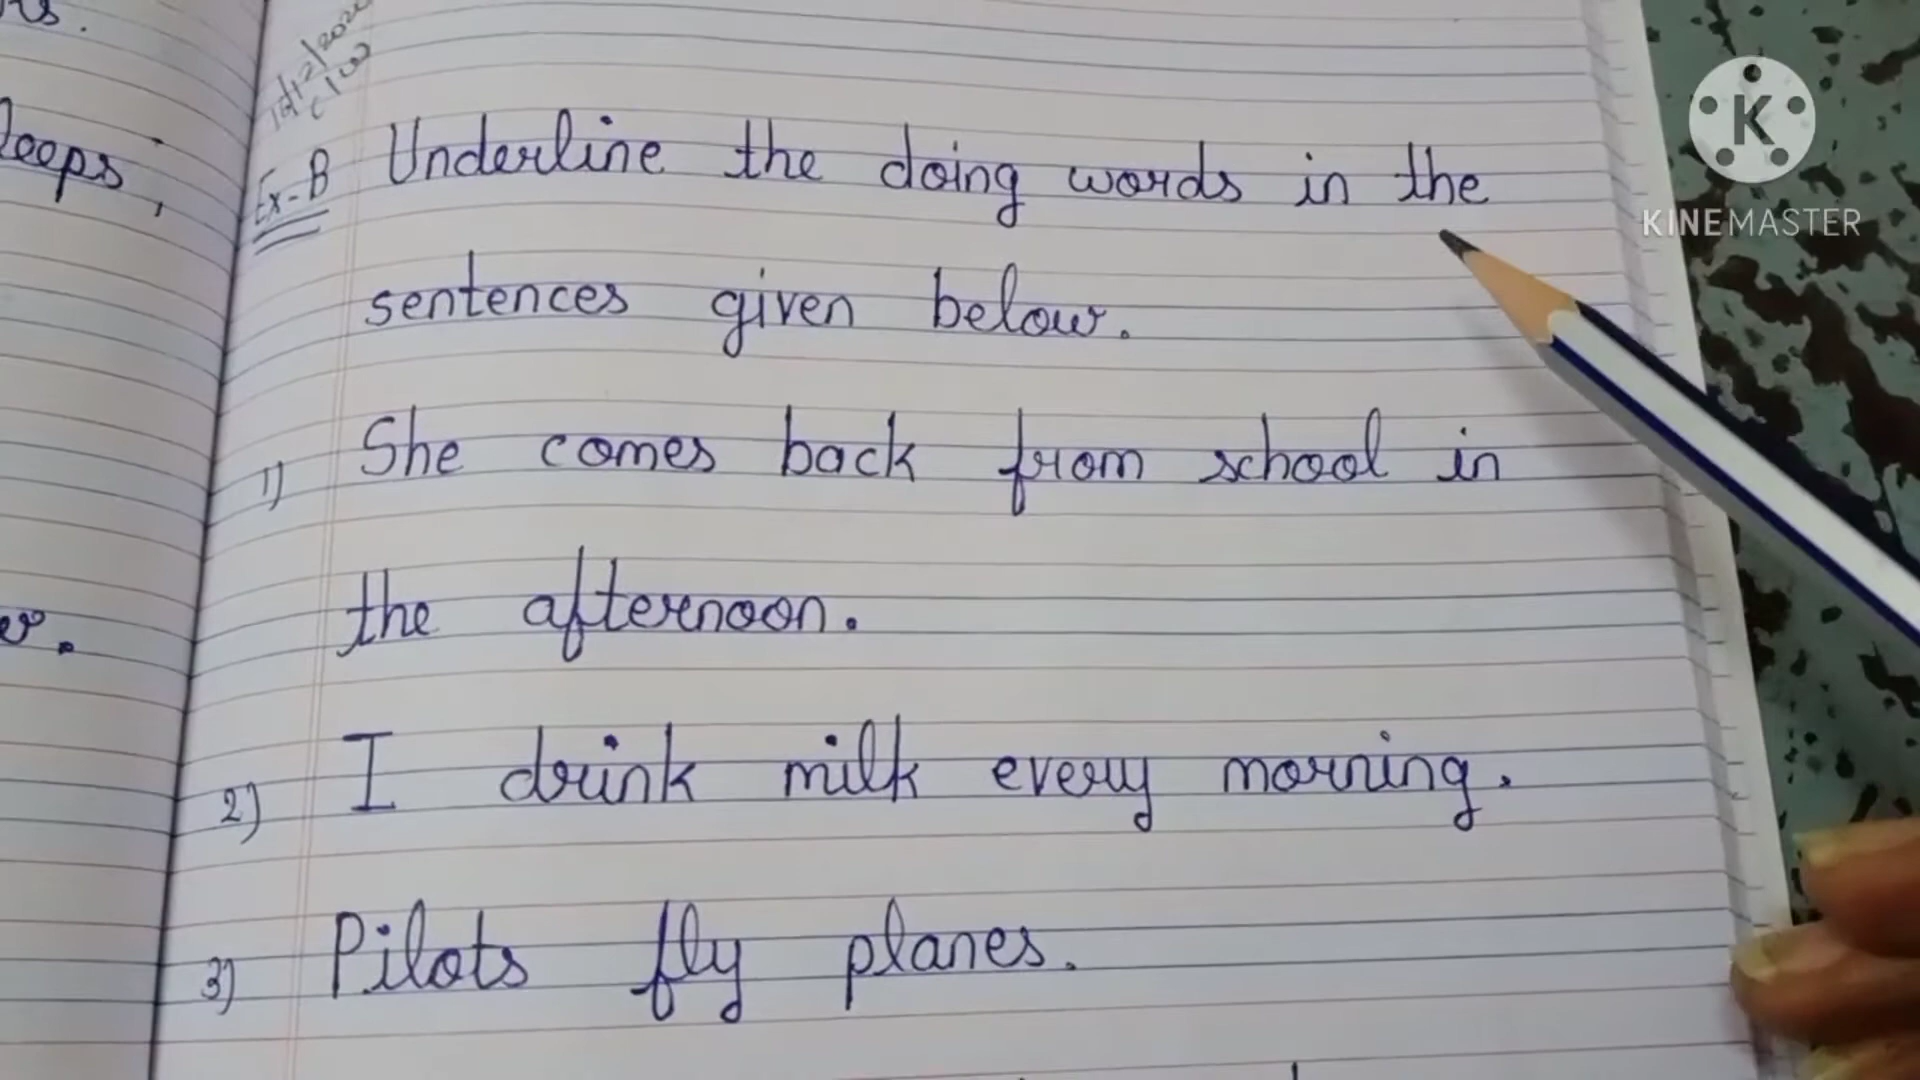 Ex-B Underline the doing words in the
sentences given below.
1) She comes back from school in
the afternoon.
2) I drink milk every morning.
3) Pilots fly planes.
K
KINEMASTER